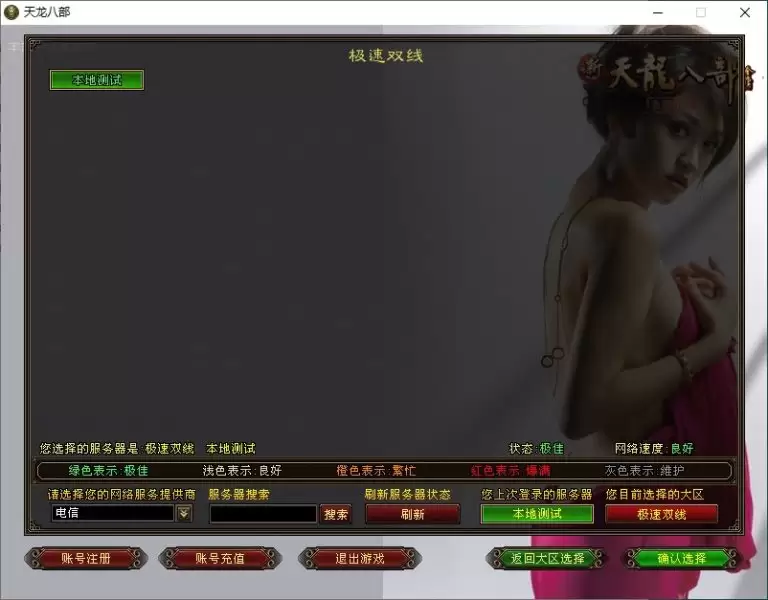 天龙八部
极速双线
本地测试
新天龍八部
您选择的服务器是:极速双线 本地测试 状态:极佳 网络速度:良好
绿色表示:极佳 浅色表示:良好 橙色表示:繁忙 红色表示:爆满 灰色表示:维护
请选择您的网络服务提供商 服务器搜索 刷新服务器状态 您上次登录的服务器 您目前选择的大区
电信 搜索 刷新 本地测试 极速双线
账号注册 账号充值 退出游戏 返回大区选择 确认选择